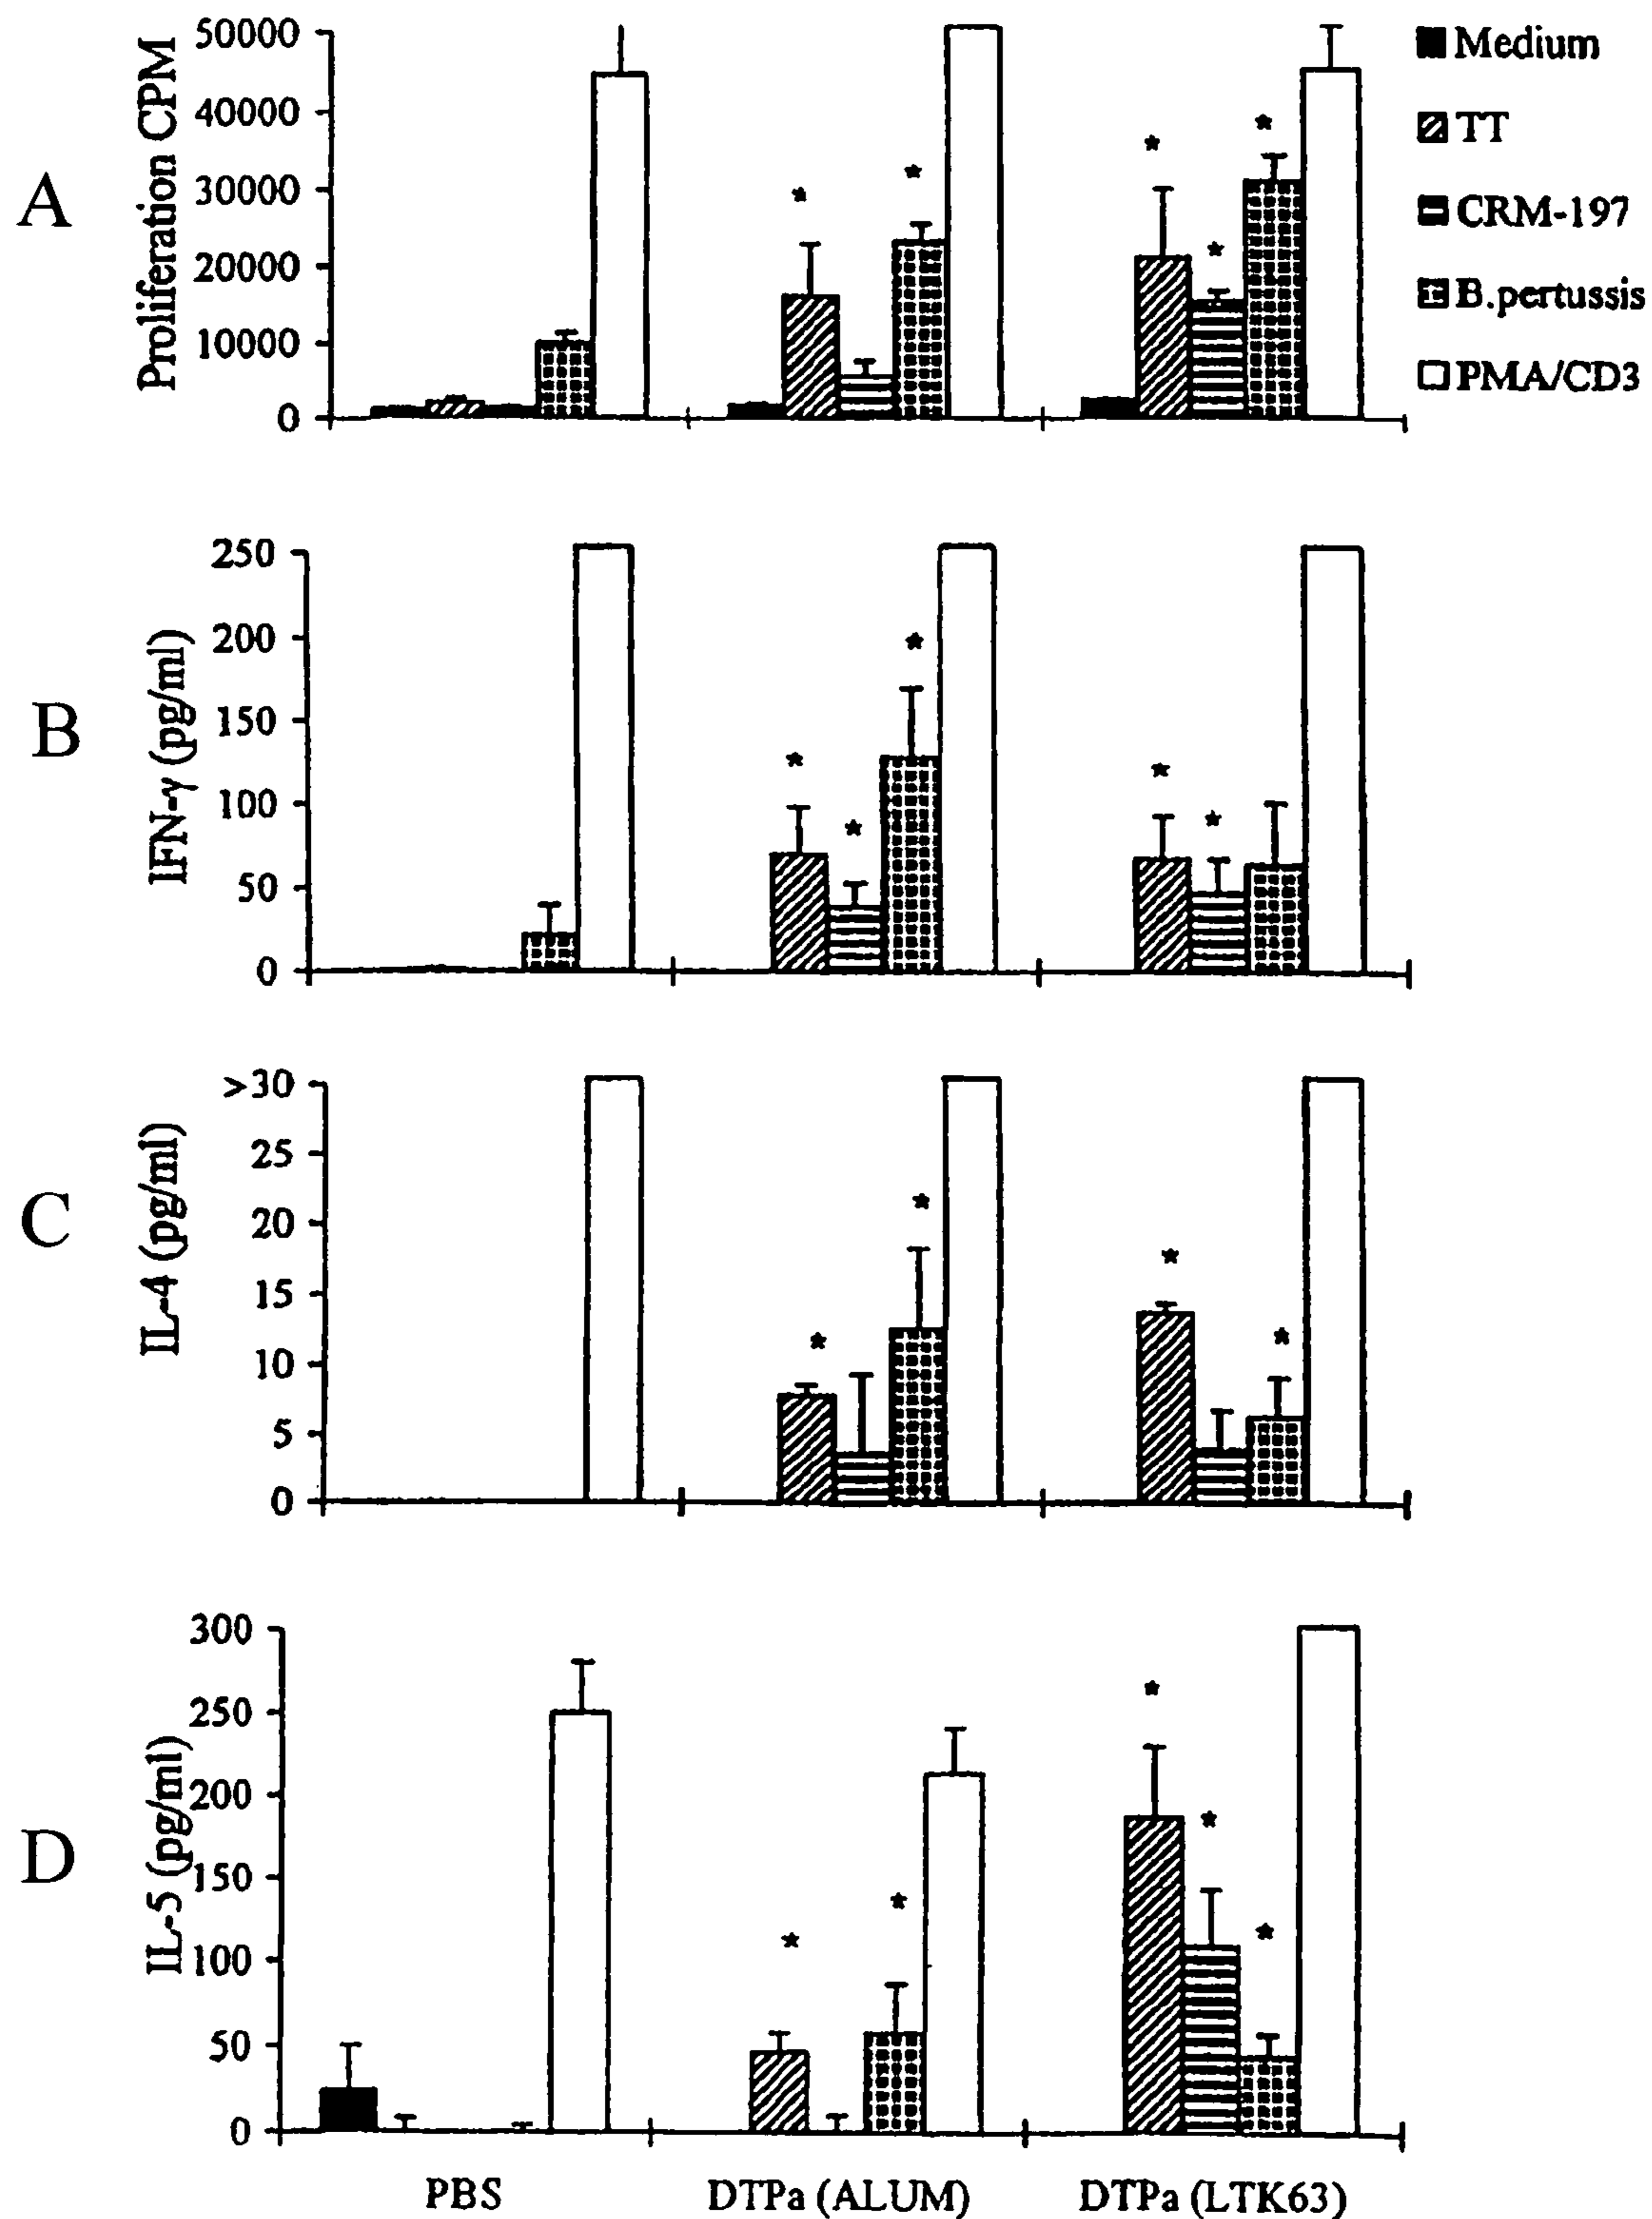 A
Proliferation CPM
50000
40000
30000
20000
10000
0
* * * * *
Medium
TT
CRM-197
B.pertussis
PMA/CD3
B
IFN-γ (pg/ml)
250
200
150
100
50
0
* * * * *
C
IL-4 (pg/ml)
>30
25
20
15
10
5
0
* * * *
D
IL-5 (pg/ml)
300
250
200
150
100
50
0
* * * * *
PBS DTPa (ALUM) DTPa (LTK63)